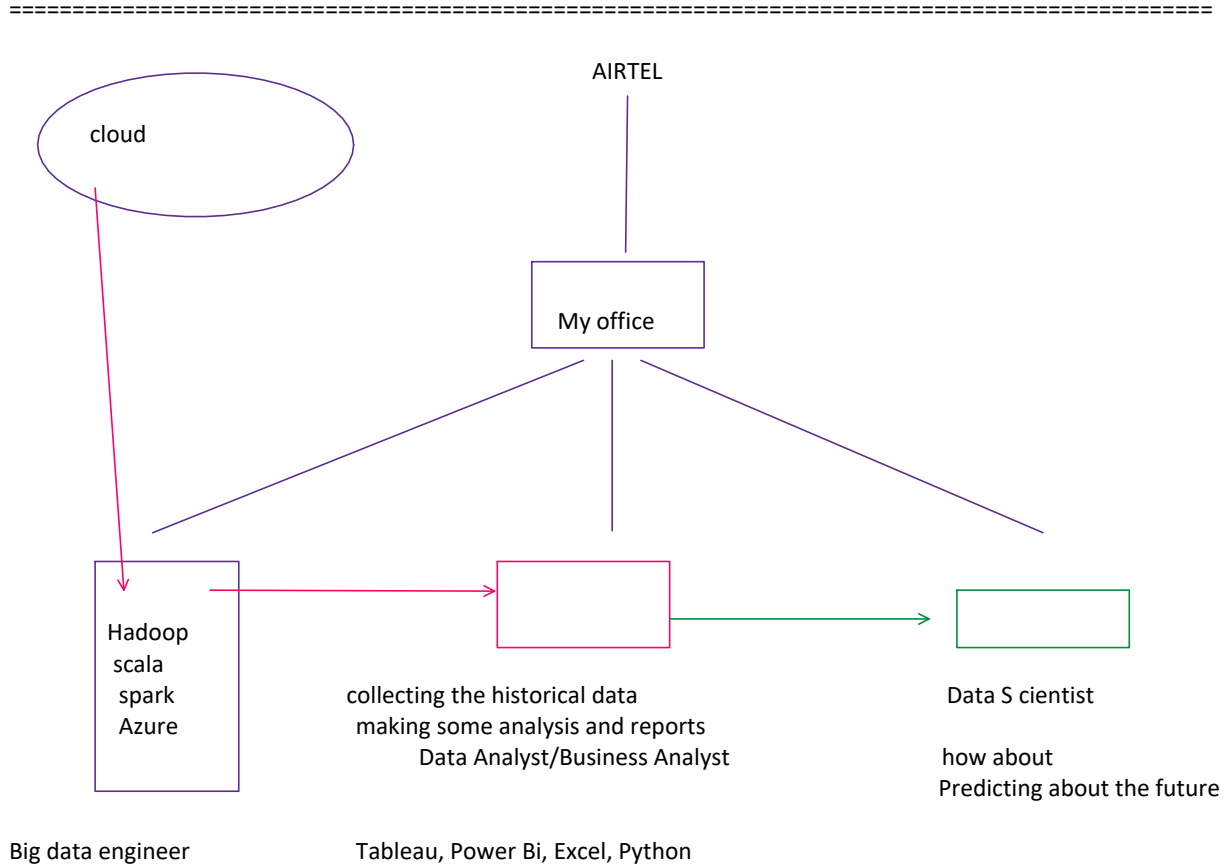 ================================================================================
AIRTEL
cloud
My office
Hadoop
scala
spark
Azure
collecting the historical data
making some analysis and reports
Data Analyst/Business Analyst
Data S cientist
how about
Predicting about the future
Big data engineer
Tableau, Power Bi, Excel, Python